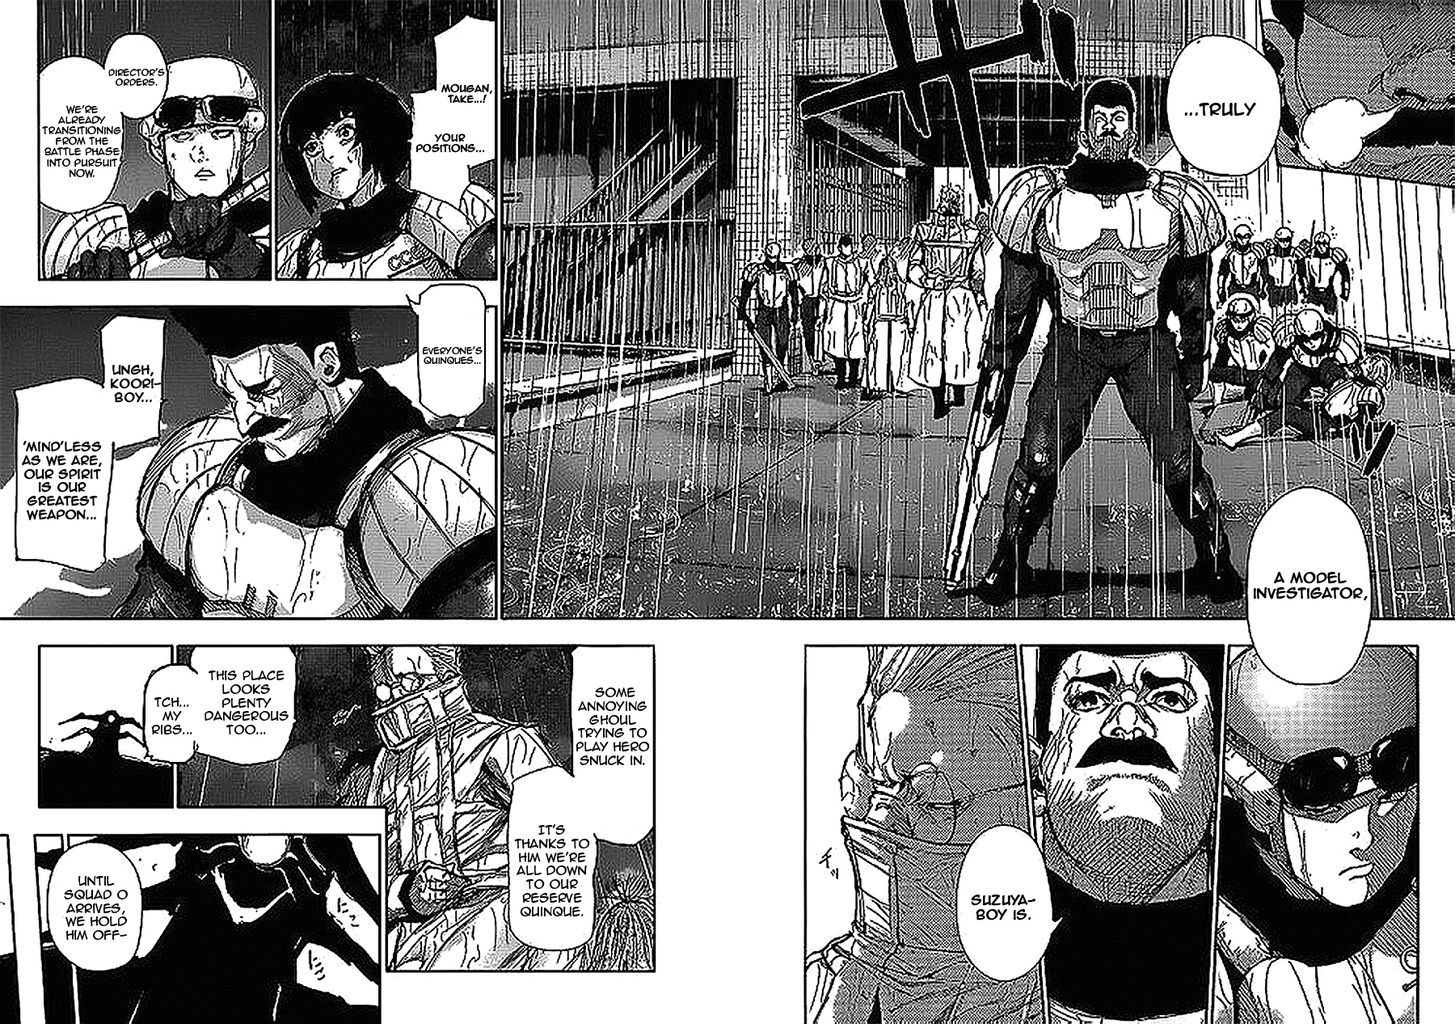 ...TRULY
A MODEL
INVESTIGATOR,
SUZUYA-
BOY IS.
MOUGAN,
TAKE...!
YOUR
POSITIONS...
CC
DIRECTOR'S
ORDERS.
WE'RE
ALREADY
TRANSITIONING
FROM THE
BATTLE PHASE
INTO PURSUIT
NOW.
EVERYONE'S
QUINQUES...
UNGH,
KOORI-
BOY...
'MIND'LESS
AS WE ARE,
OUR SPIRIT
IS OUR
GREATEST
WEAPON...
SOME
ANNOYING
GHOUL
TRYING TO
PLAY HERO
SNUCK IN.
IT'S
THANKS TO
HIM WE'RE
ALL DOWN
TO OUR
RESERVE
QUINQUE.
THIS PLACE
LOOKS
PLENTY
DANGEROUS
TOO...
TCH...
MY
RIBS...
UNTIL
SQUAD 0
ARRIVES,
WE HOLD
HIM OFF-